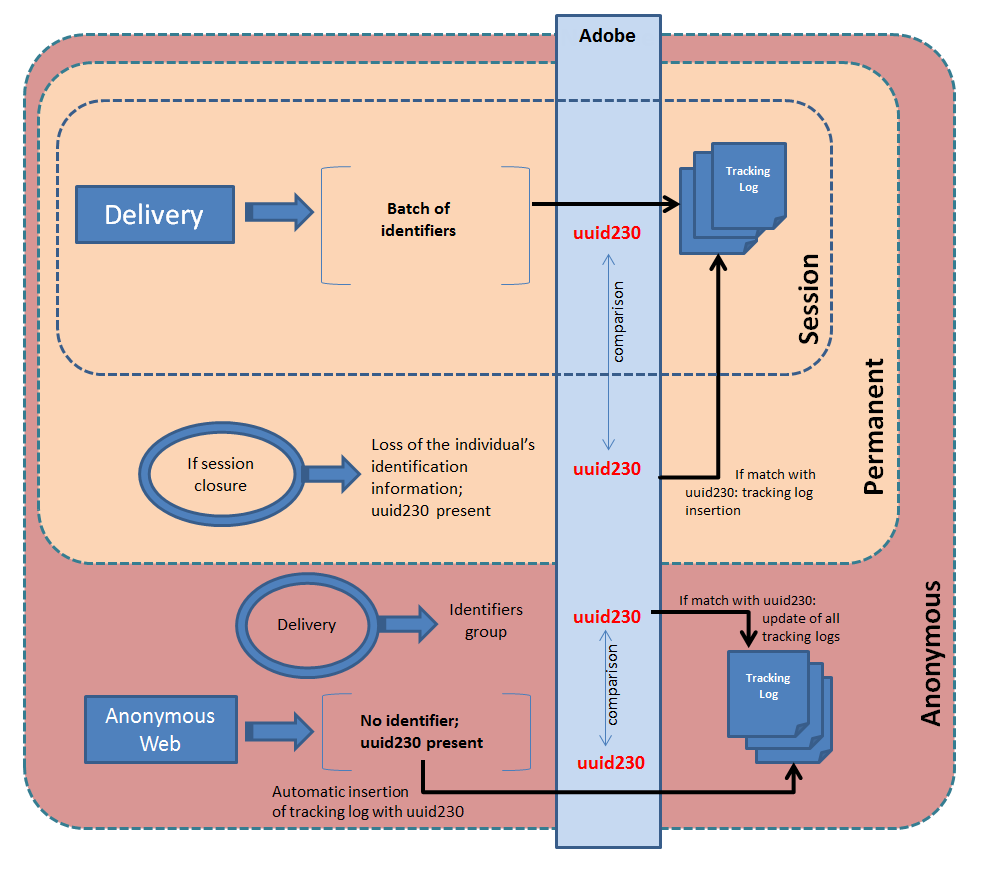 Adobe
Tracking
Log
Delivery
Batch of
identifiers
uuid230
comparison
Session
Permanent
If session
closure
Loss of the individual's
identification
information;
uuid230 present
uuid230
If match with
uuid230: tracking log
insertion
Anonymous
Delivery
Identifiers
group
uuid230
If match with uuid230:
update of all
tracking logs
comparison
Tracking
Log
Anonymous
Web
No identifier;
uuid230 present
uuid230
Automatic insertion
of tracking log with uuid230